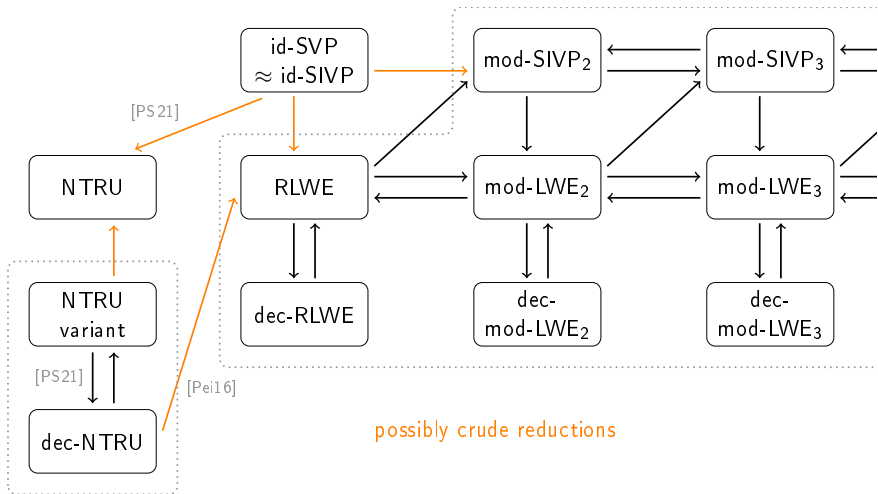 id-SVP
≈ id-SIVP
mod-SIVP₂
mod-SIVP₃
[PS21]
NTRU
RLWE
mod-LWE₂
mod-LWE₃
NTRU
variant
dec-RLWE
dec-
mod-LWE₂
dec-
mod-LWE₃
[PS21]
[Pei16]
dec-NTRU
possibly crude reductions